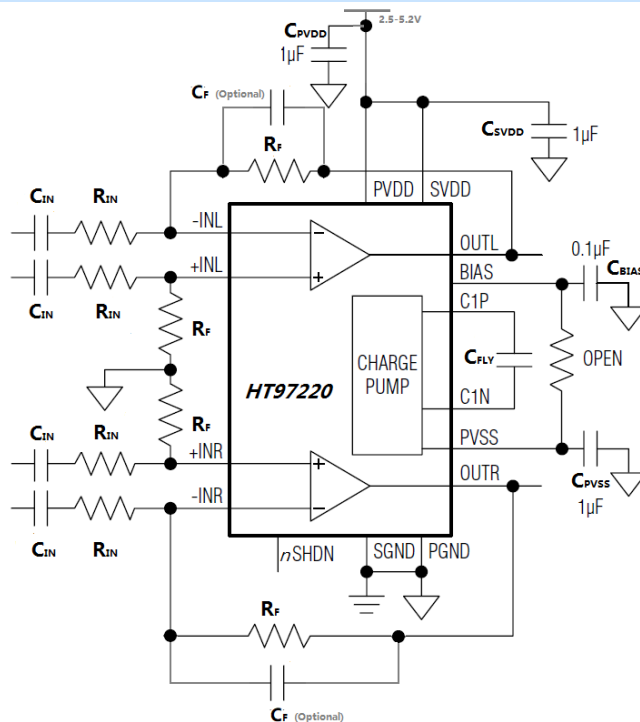 2.5-5.2V
CPVDD
1µF
CF (Optional)
RF
CSVDD
1µF
PVDD SVDD
CIN RIN
-INL
OUTL
0.1µF
CBIAS
+INL
BIAS
CIN RIN
C1P
RF
CHARGE
PUMP
CFLY
OPEN
HT97220
C1N
RF
CIN RIN
+INR
PVSS
OUTR
CPVSS
1µF
-INR
CIN RIN
nSHDN
SGND PGND
RF
CF (Optional)